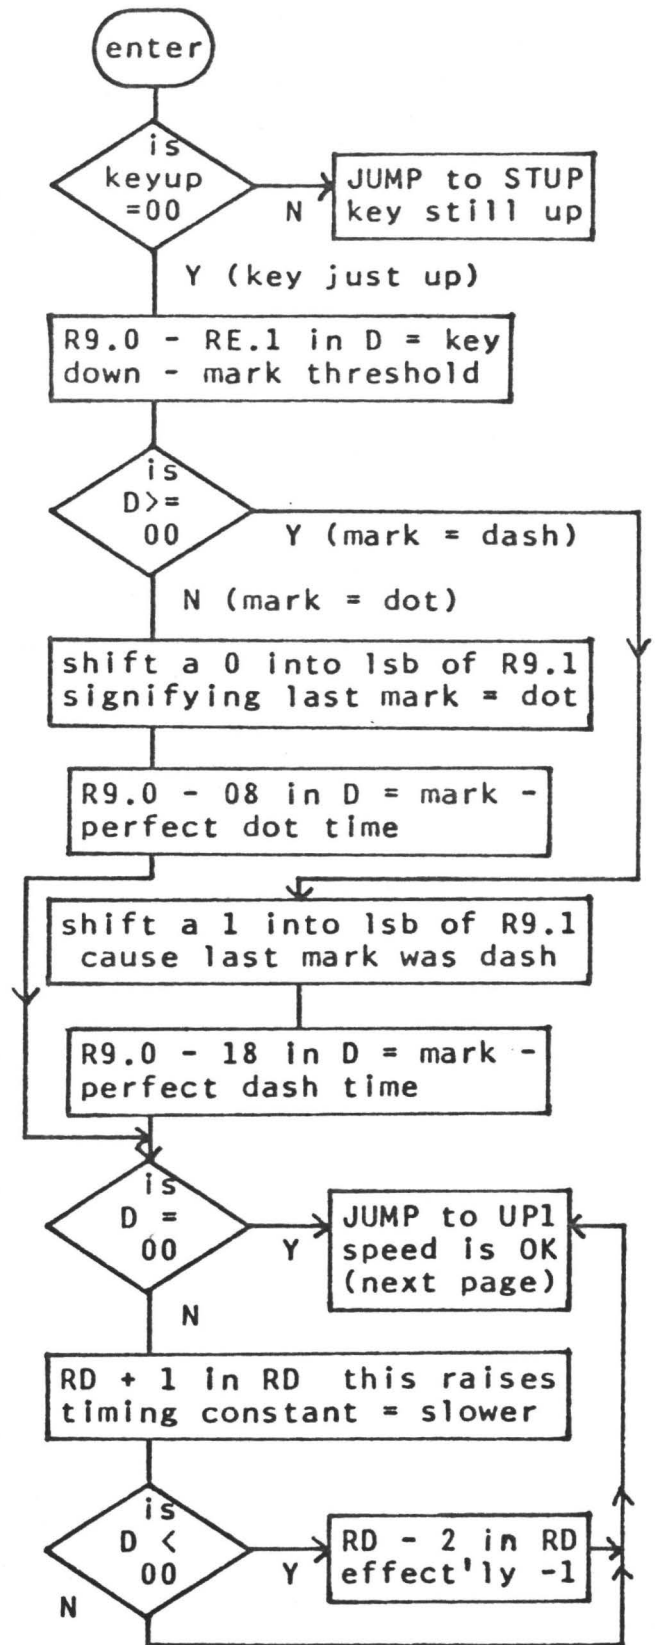 enter
is
keyup
=00
N
JUMP to STUP
key still up
Y (key just up)
R9.0 - RE.1 in D = key
down - mark threshold
is
D>=
00
Y (mark = dash)
N (mark = dot)
shift a 0 into lsb of R9.1
signifying last mark = dot
R9.0 - 08 in D = mark -
perfect dot time
shift a 1 into lsb of R9.1
cause last mark was dash
R9.0 - 18 in D = mark -
perfect dash time
is
D =
00
Y
JUMP to UP1
speed is OK
(next page)
N
RD + 1 in RD this raises
timing constant = slower
is
D <
00
Y
RD - 2 in RD
effect'ly -1
N